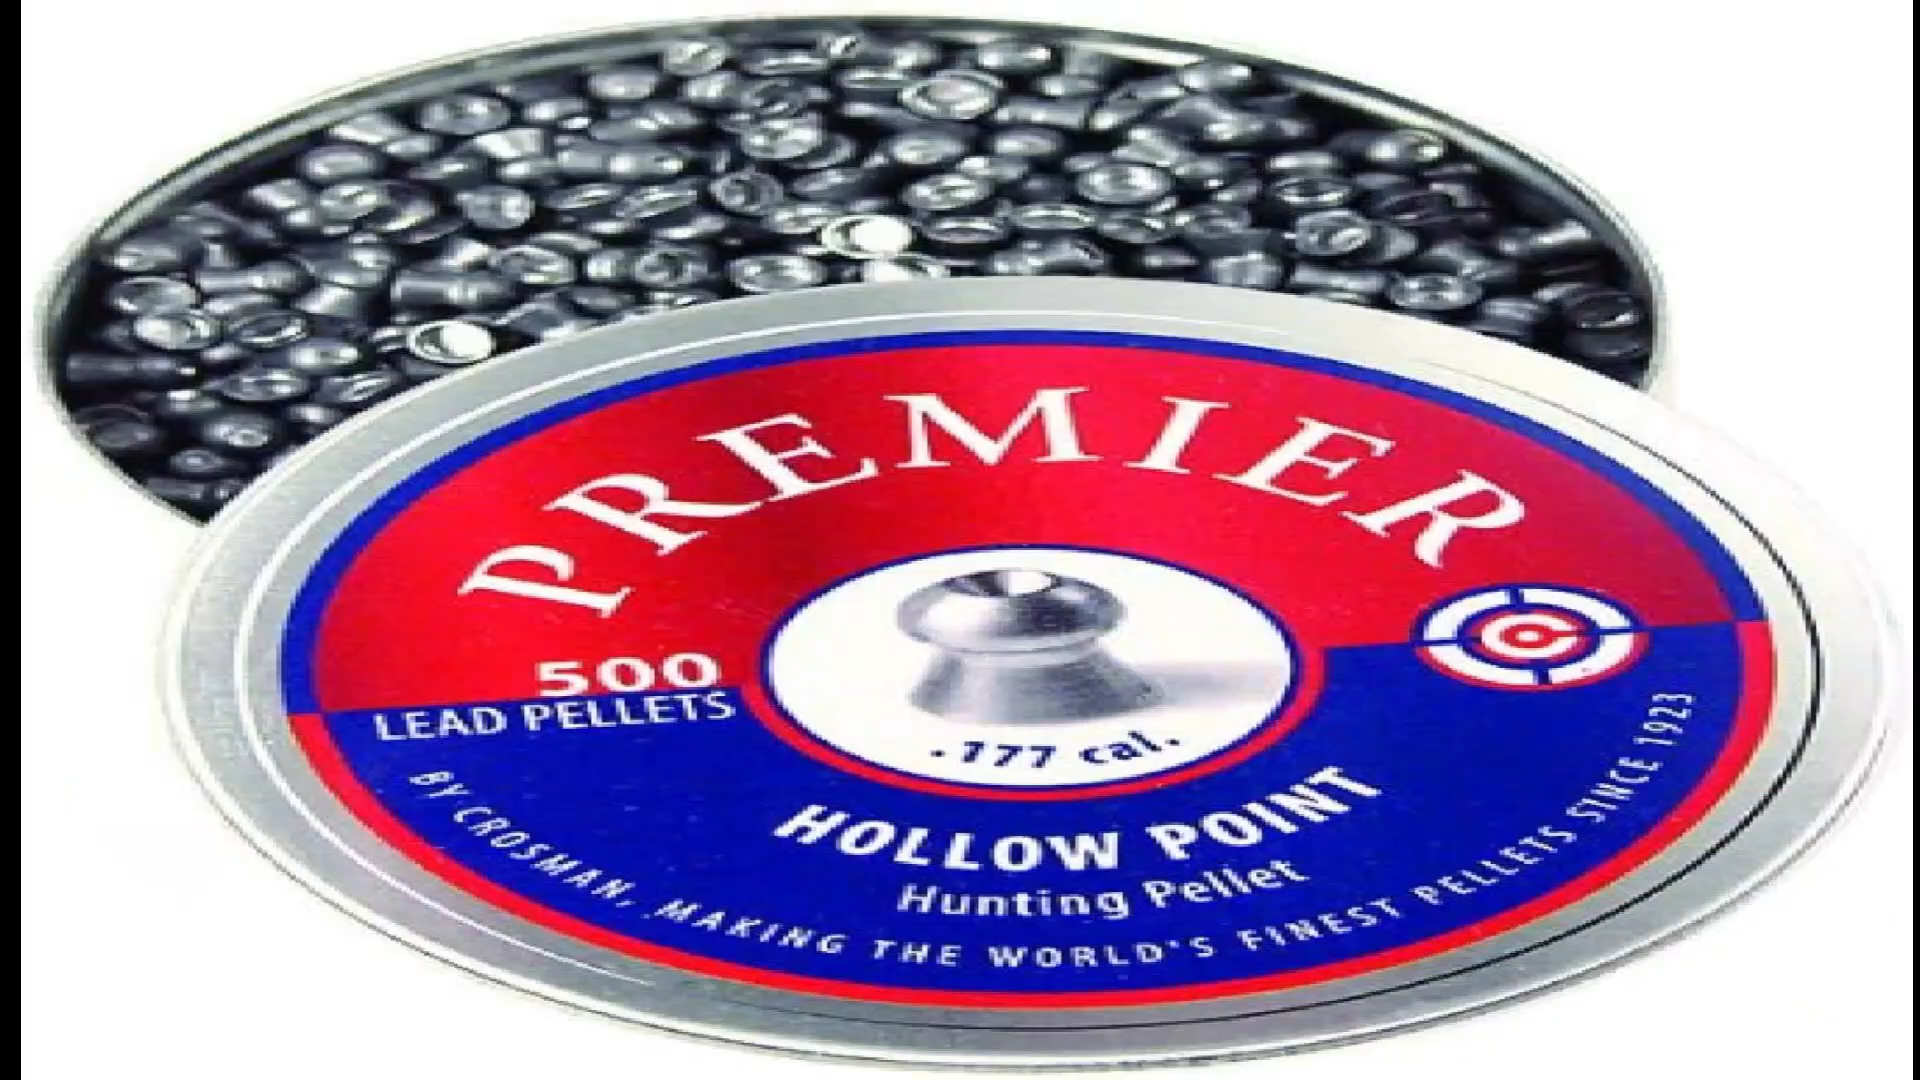 PREMIER
500
LEAD PELLETS
.177 cal.
HOLLOW POINT
Hunting Pellet
BY CROSMAN, MAKING THE WORLD'S FINEST PELLETS SINCE 1923